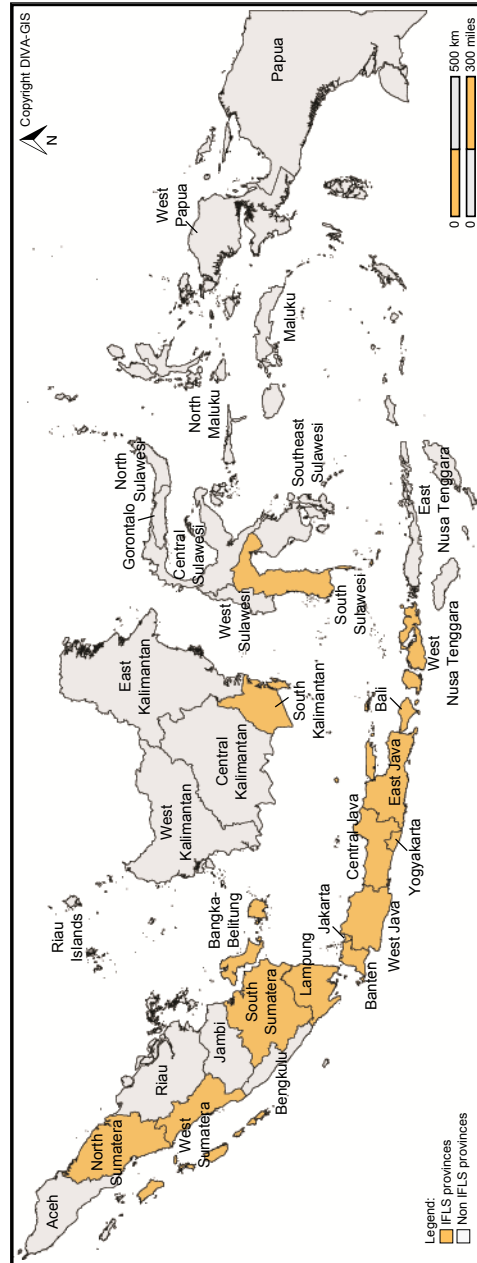 Copyright DIVA-GIS
N
Aceh
North
Sumatera
Riau
West
Sumatera
Jambi
Bengkulu
South
Sumatera
Lampung
Bangka-
Belitung
Riau
Islands
Jakarta
Banten
West Java
Central Java
Yogyakarta
East Java
Bali
West
Nusa Tenggara
East
Nusa Tenggara
West
Kalimantan
Central
Kalimantan
East
Kalimantan
South
Kalimantan
West
Sulawesi
South
Sulawesi
Central
Sulawesi
Gorontalo
North
Sulawesi
Southeast
Sulawesi
North
Maluku
Maluku
West
Papua
Papua
Legend:
IFLS provinces
Non IFLS provinces
0 500 km
0 300 miles